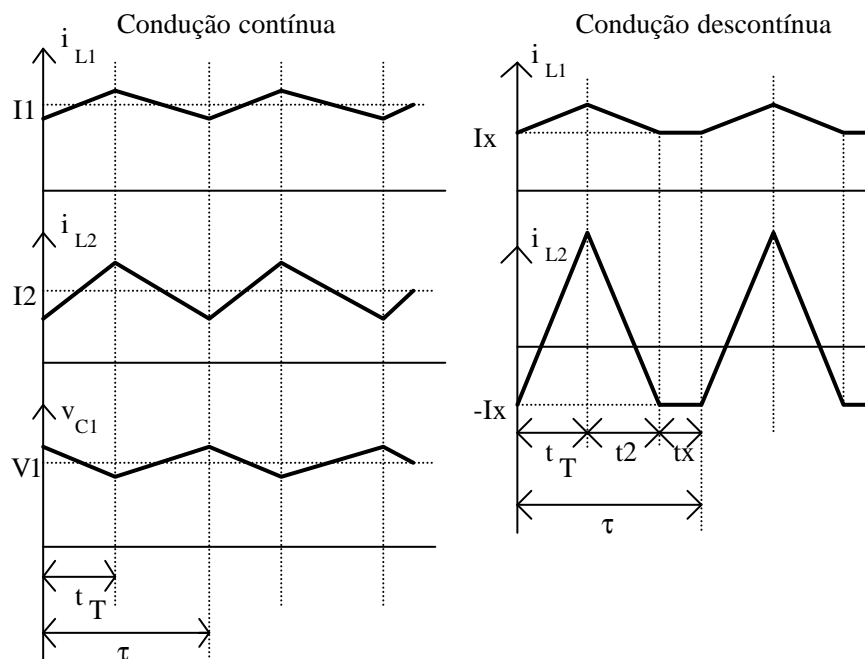 Condução contínua
i L1
I1
i L2
I2
v C1
V1
t T
τ
Condução descontínua
i L1
Ix
i L2
-Ix
t T
t2
tx
τ